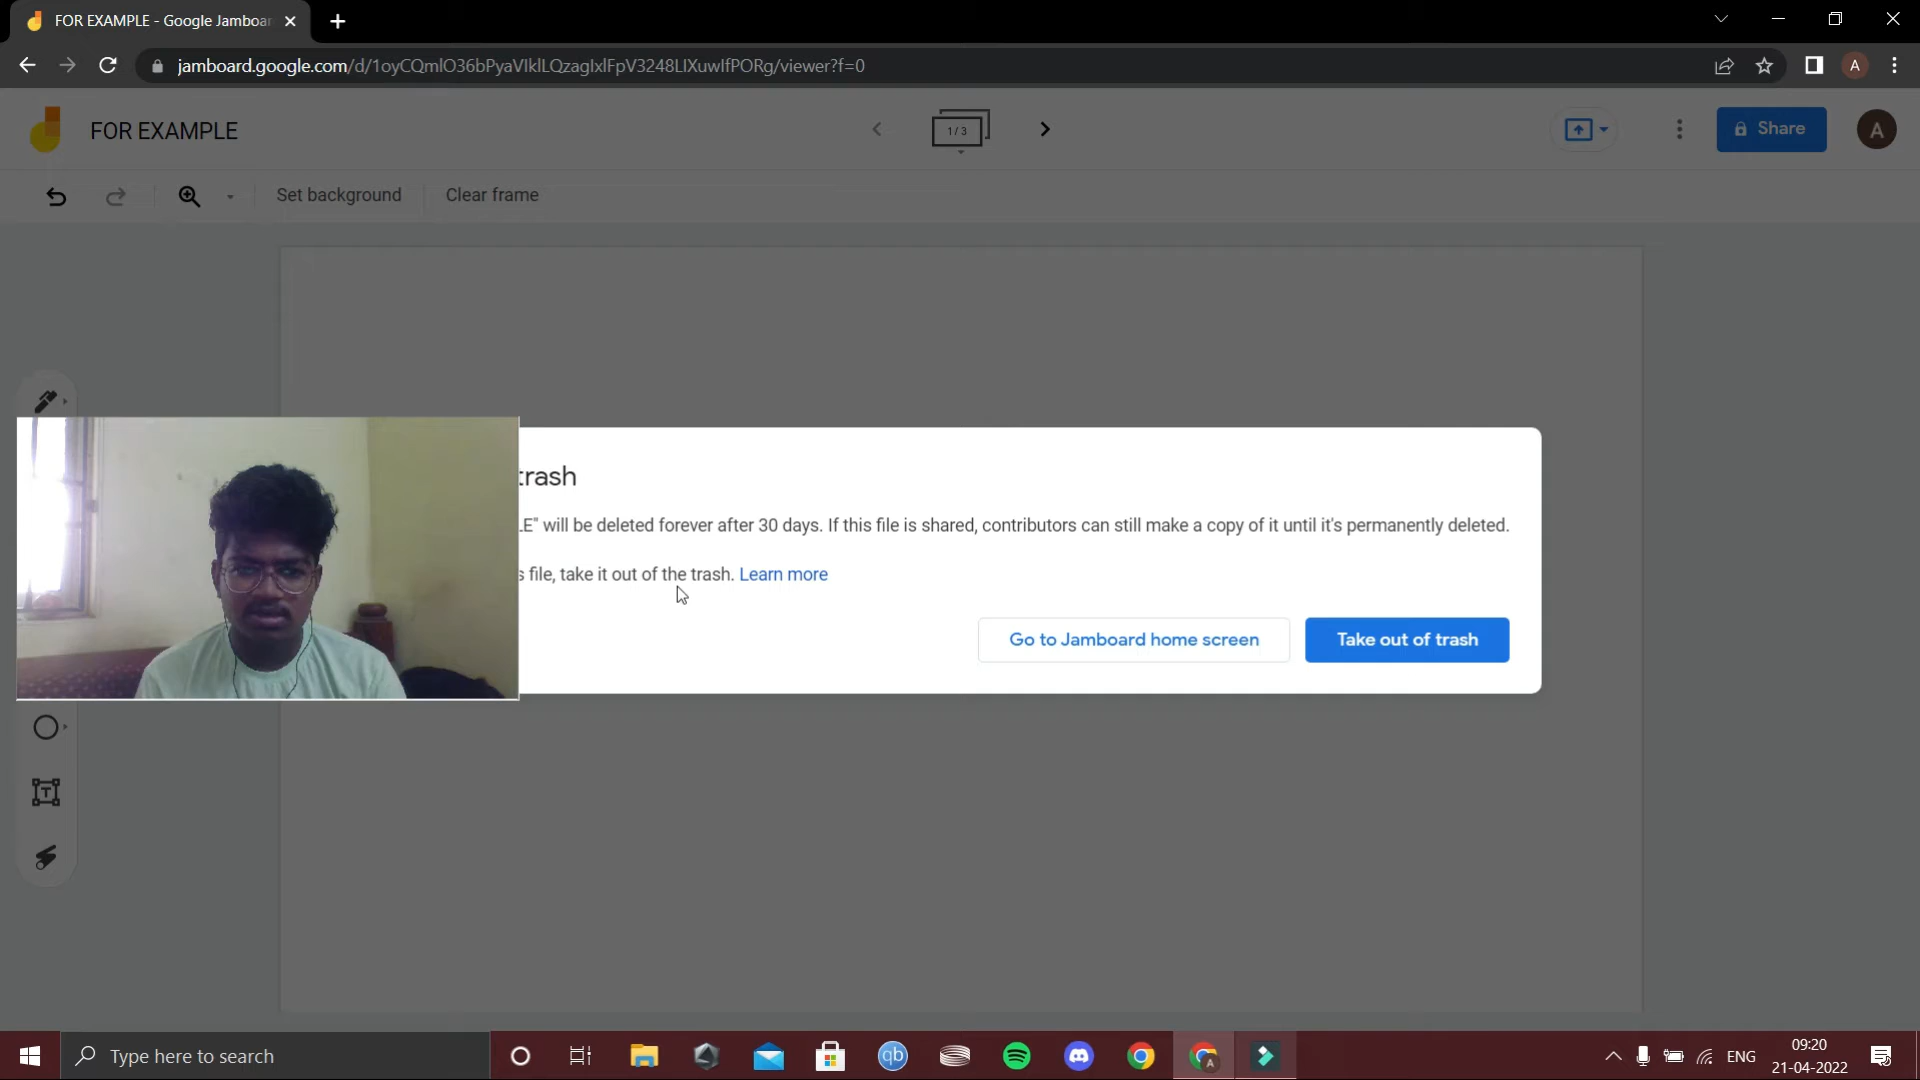 FOR EXAMPLE - Google Jamboar
jamboard.google.com/d/1oyCQmlO36bPyaVIklLQzagIxlFpV3248LIXuwIfPORg/viewer?f=0
A
FOR EXAMPLE
1 / 3
Share
A
Set background
Clear frame
trash
LE" will be deleted forever after 30 days. If this file is shared, contributors can still make a copy of it until it's permanently deleted.
s file, take it out of the trash. Learn more
Go to Jamboard home screen
Take out of trash
T
Type here to search
qb
A
ENG
09:20
21-04-2022